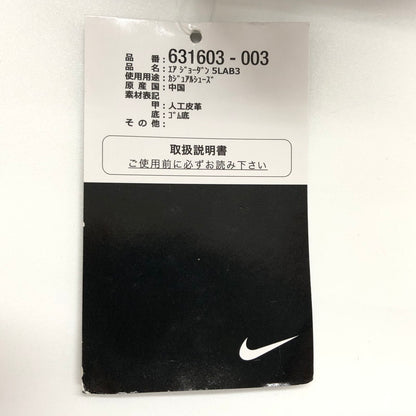 品 番：631603 - 003
品 名：ｴｱ ｼﾞｮｰﾀﾞﾝ 5LAB3
使用用途：ｶｼﾞｭｱﾙｼｭｰｽﾞ
原 産 国：中国
素材表記
甲：人工皮革
底：ｺﾞﾑ底
そ の 他：
取扱説明書
ご使用前に必ずお読み下さい